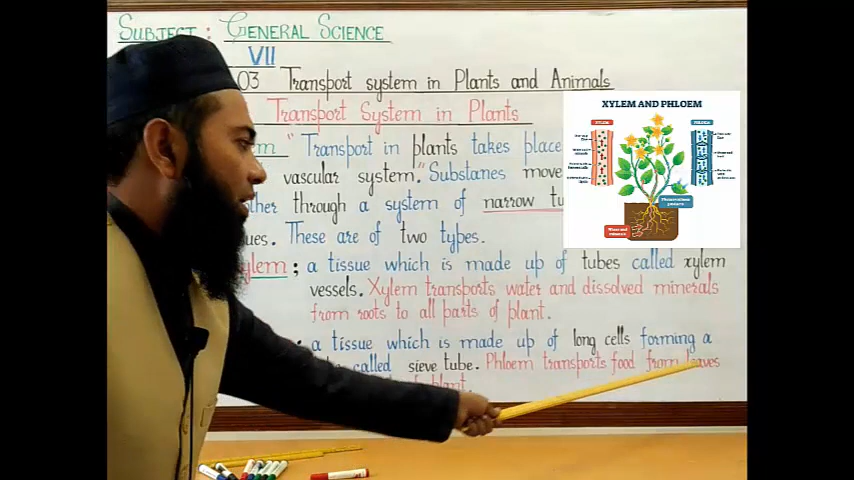 SUBJECT : GENERAL SCIENCE
VII
03 Transport system in Plants and Animals
Transport System in Plants
"Transport in plants takes place
vascular system." Substanes move
through a system of narrow
These are of two types.
; a tissue which is made up of tubes called xylem
vessels. Xylem transports water and dissolved minerals
from roots to all parts of plant.
a tissue which is made up of long cells forming a
called sieve tube. Phloem transports food from leaves
plant.
XYLEM AND PHLOEM
XYLEM
PHLOEM